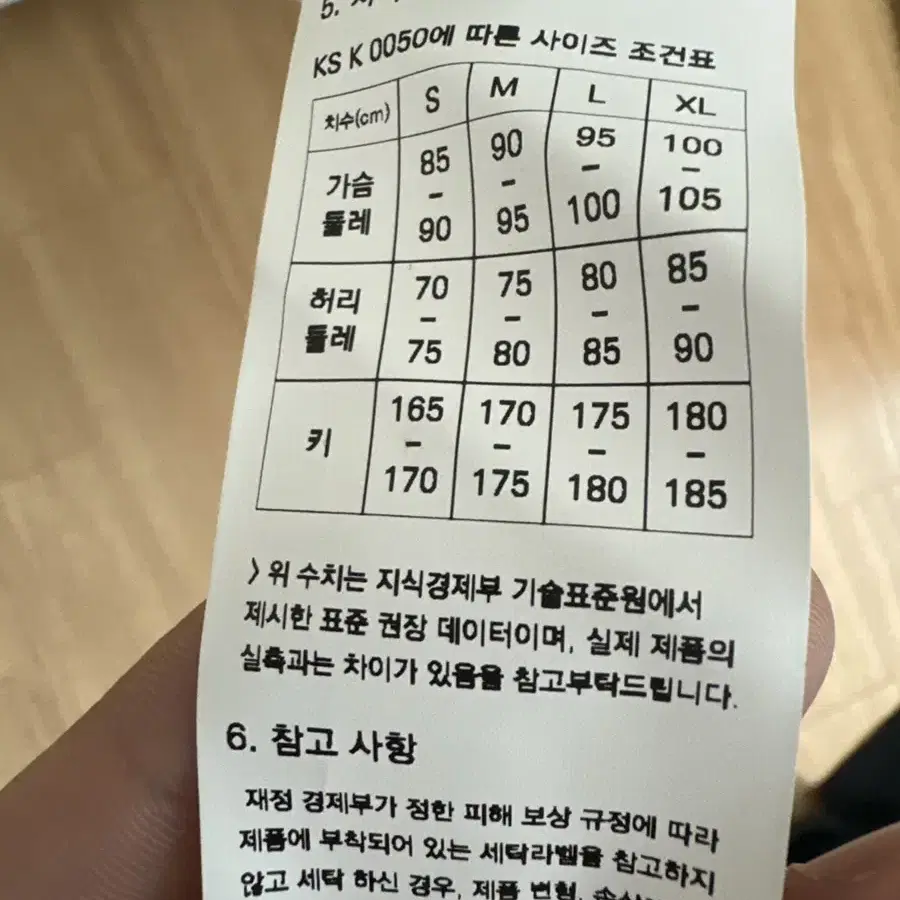 5.
KS K 0050에 따른 사이즈 조건표
치수(cm) S M L XL
가슴 둘레 85 - 90 90 - 95 95 - 100 100 - 105
허리 둘레 70 - 75 75 - 80 80 - 85 85 - 90
키 165 - 170 170 - 175 175 - 180 180 - 185
> 위 수치는 지식경제부 기술표준원에서
제시한 표준 권장 데이터이며, 실제 제품의
실측과는 차이가 있음을 참고부탁드립니다.
6. 참고 사항
재정 경제부가 정한 피해 보상 규정에 따라
제품에 부착되어 있는 세탁라벨을 참고하지
않고 세탁 하신 경우, 제품 변형,